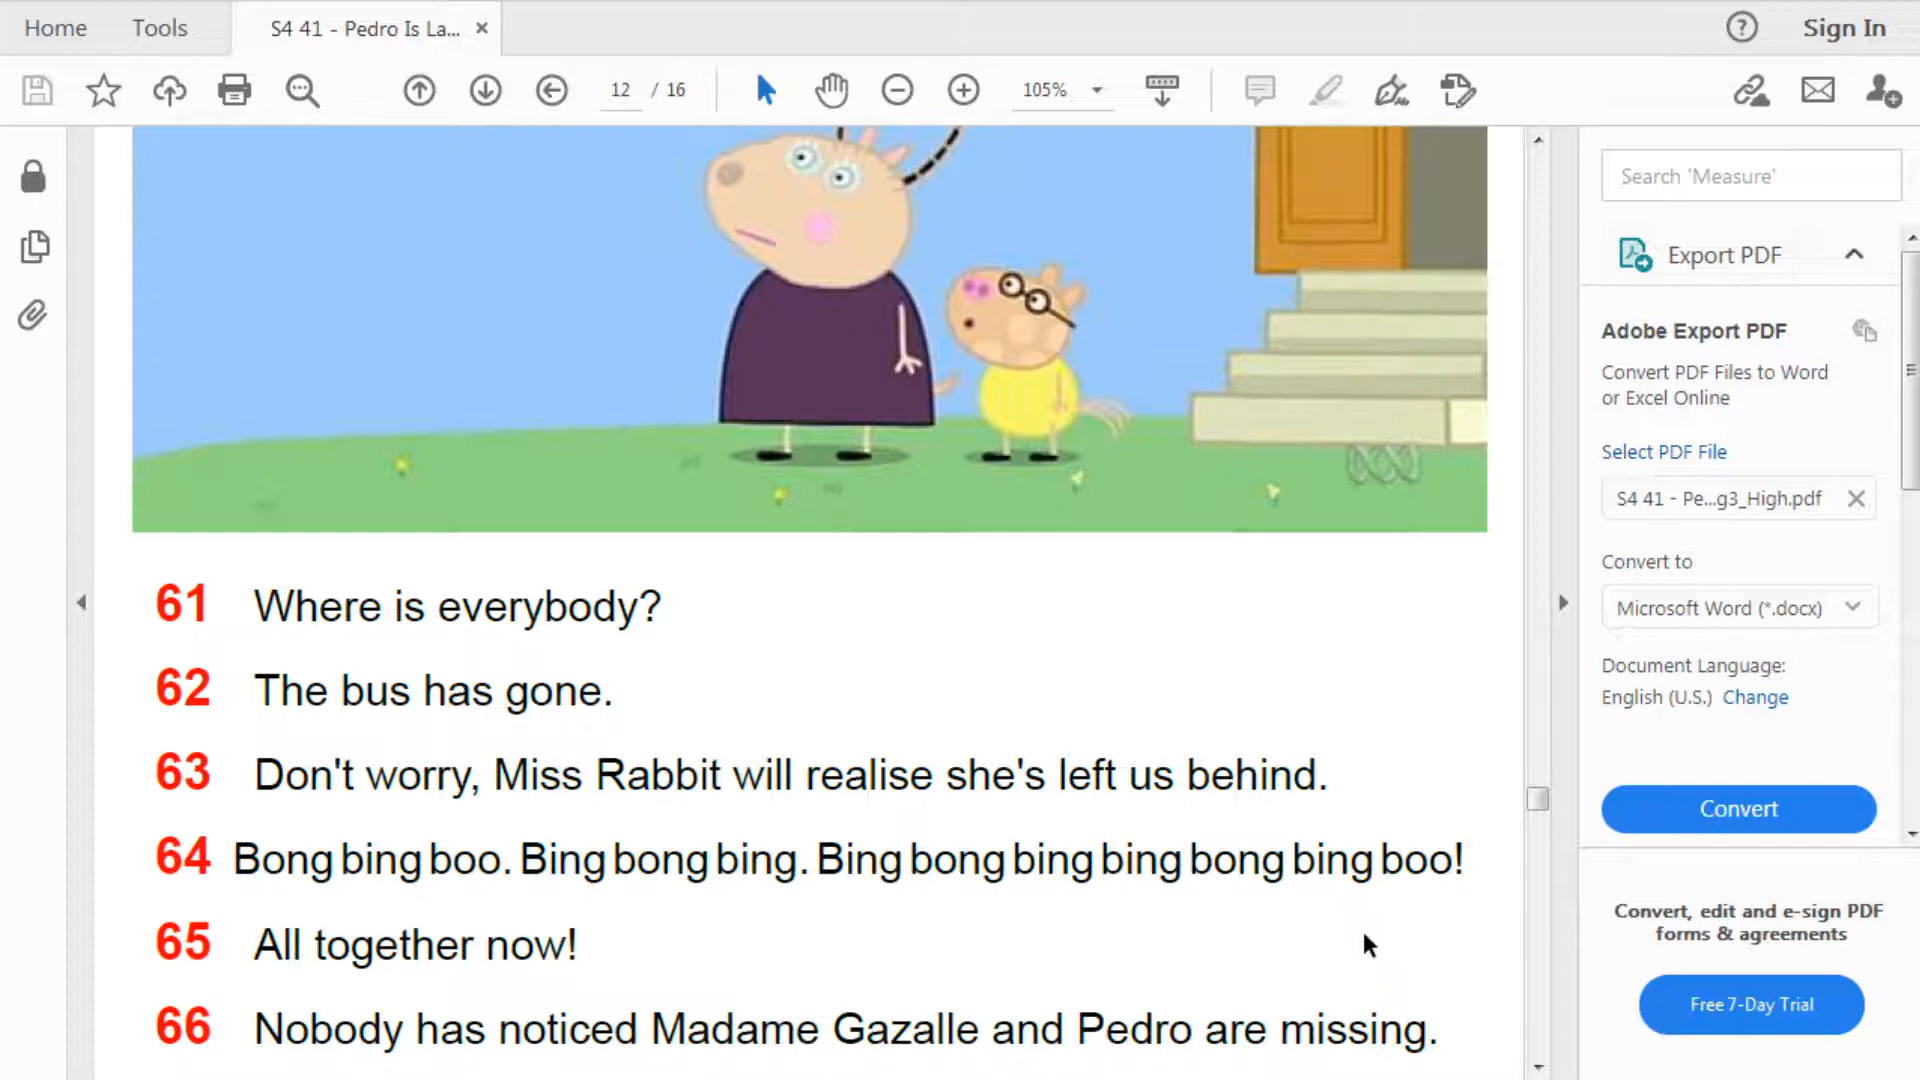 Home Tools S4 41 - Pedro Is La... Sign In
12 / 16 105%
Search 'Measure'
Export PDF
Adobe Export PDF
Convert PDF Files to Word
or Excel Online
Select PDF File
S4 41 - Pe...g3_High.pdf
Convert to
Microsoft Word (*.docx)
Document Language:
English (U.S.) Change
Convert
Convert, edit and e-sign PDF
forms & agreements
Free 7-Day Trial
61 Where is everybody?
62 The bus has gone.
63 Don't worry, Miss Rabbit will realise she's left us behind.
64 Bong bing boo. Bing bong bing. Bing bong bing bing bong bing boo!
65 All together now!
66 Nobody has noticed Madame Gazalle and Pedro are missing.